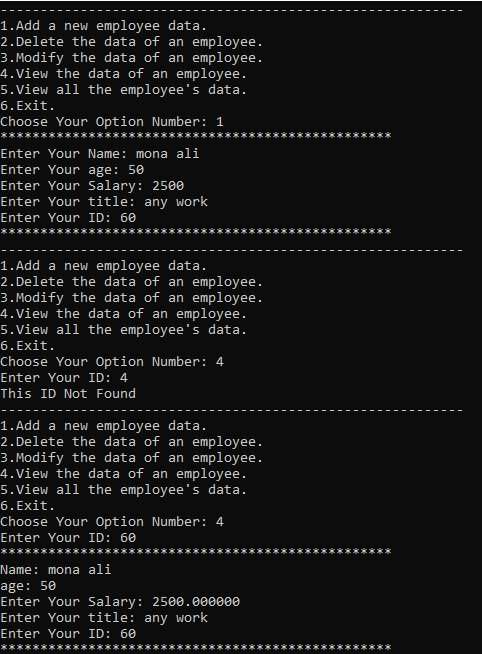 ----------------------------------------------------------
1.Add a new employee data.
2.Delete the data of an employee.
3.Modify the data of an employee.
4.View the data of an employee.
5.View all the employee's data.
6.Exit.
Choose Your Option Number: 1
*************************************************
Enter Your Name: mona ali
Enter Your age: 50
Enter Your Salary: 2500
Enter Your title: any work
Enter Your ID: 60
*************************************************
----------------------------------------------------------
1.Add a new employee data.
2.Delete the data of an employee.
3.Modify the data of an employee.
4.View the data of an employee.
5.View all the employee's data.
6.Exit.
Choose Your Option Number: 4
Enter Your ID: 4
This ID Not Found
----------------------------------------------------------
1.Add a new employee data.
2.Delete the data of an employee.
3.Modify the data of an employee.
4.View the data of an employee.
5.View all the employee's data.
6.Exit.
Choose Your Option Number: 4
Enter Your ID: 60
*************************************************
Name: mona ali
age: 50
Enter Your Salary: 2500.000000
Enter Your title: any work
Enter Your ID: 60
*************************************************